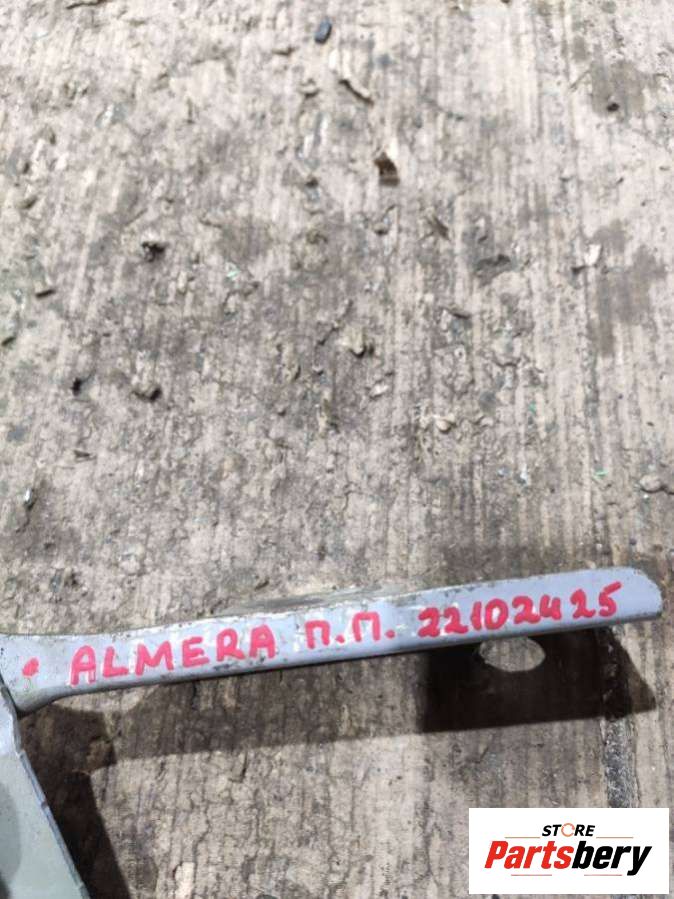 • ALMERA п.п. 22102425
STORE
Partsbery